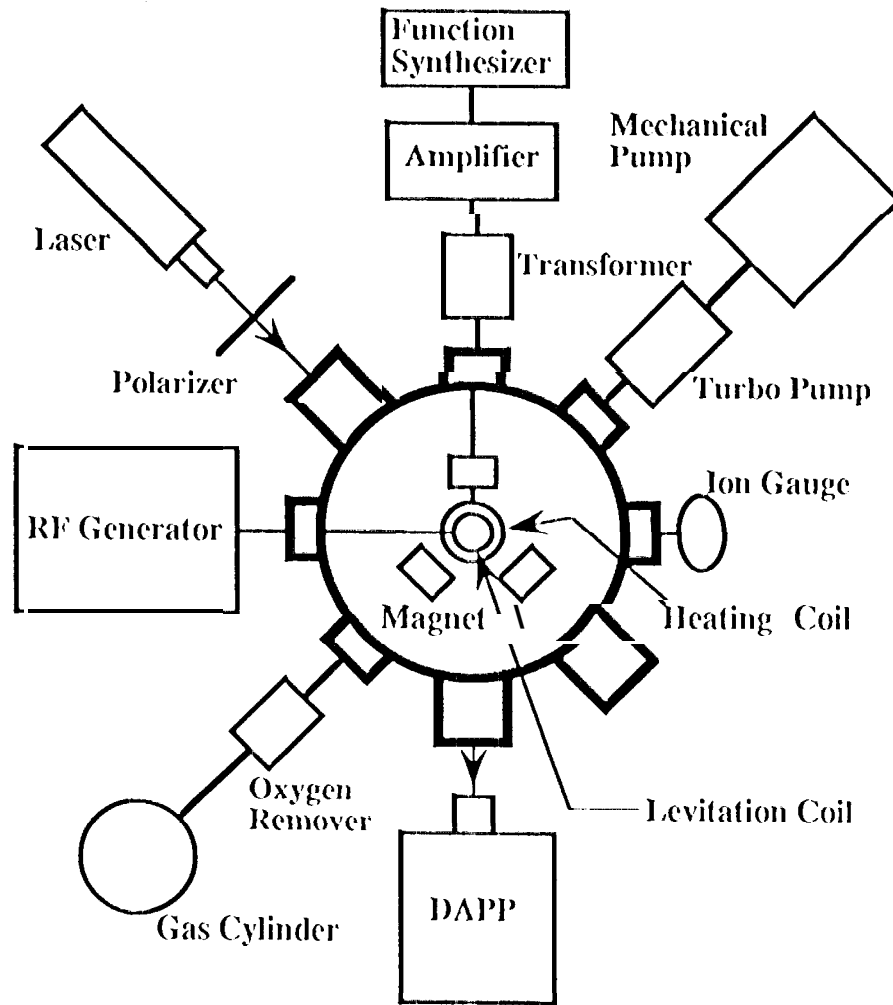 Function
Synthesizer
Mechanical
Pump
Amplifier
Laser
Transformer
Polarizer
Turbo Pump
Ion Gauge
RF Generator
Magnet
Heating Coil
Oxygen
Remover
Levitation Coil
DAPP
Gas Cylinder